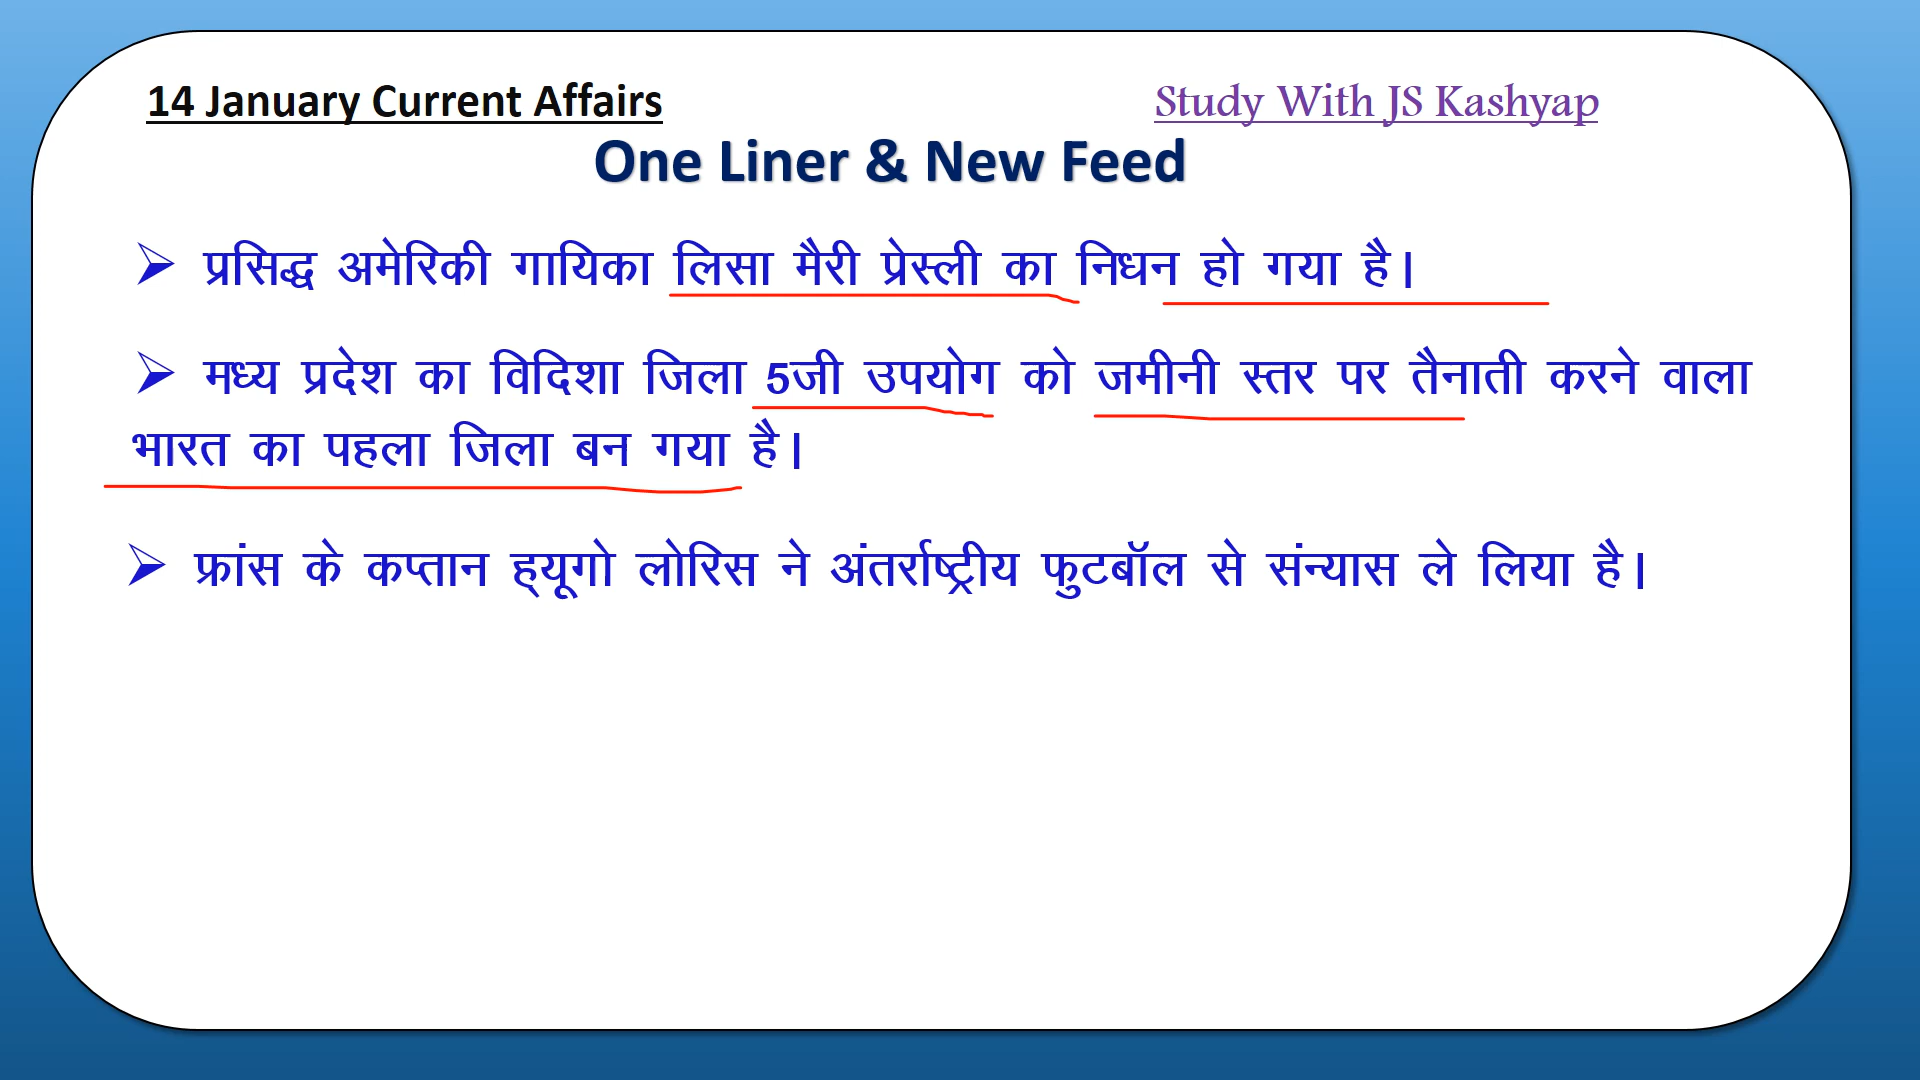 14 January Current Affairs
Study With JS Kashyap
One Liner & New Feed
➢ प्रसिद्ध अमेरिकी गायिका लिसा मैरी प्रेस्ली का निधन हो गया है।
➢ मध्य प्रदेश का विदिशा जिला 5जी उपयोग को जमीनी स्तर पर तैनाती करने वाला
भारत का पहला जिला बन गया है।
➢ फ्रांस के कप्तान ह्यूगो लोरिस ने अंतर्राष्ट्रीय फुटबॉल से संन्यास ले लिया है।